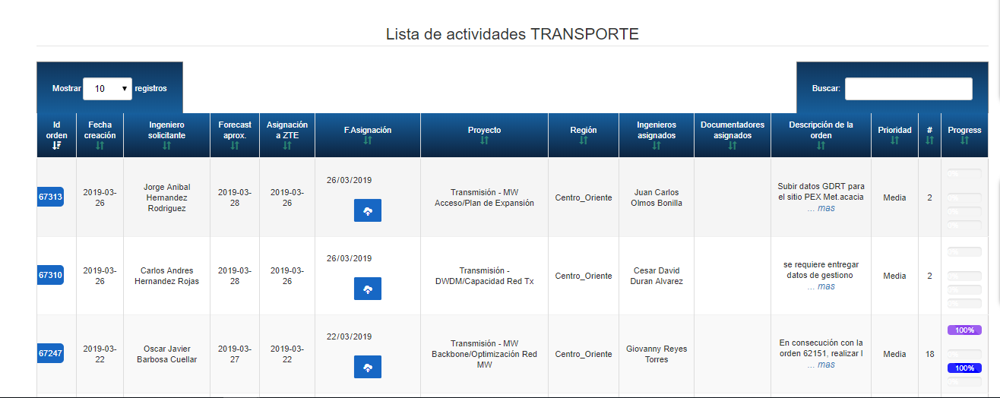 Lista de actividades TRANSPORTE
Mostrar 10 registros
Buscar:
Id orden
Fecha creación
Ingeniero solicitante
Forecast aprox.
Asignación a ZTE
F.Asignación
Proyecto
Región
Ingenieros asignados
Documentadores asignados
Descripción de la orden
Prioridad
#
Progress
67313
2019-03-26
Jorge Anibal
Hernandez
Rodriguez
2019-03-28
2019-03-26
26/03/2019
Transmisión - MW
Acceso/Plan de Expansión
Centro_Oriente
Juan Carlos
Olmos Bonilla
Subir datos GDRT para
el sitio PEX Met.acacia
... mas
Media
2
0%
0%
0%
0%
67310
2019-03-26
Carlos Andres
Hernandez Rojas
2019-03-28
2019-03-26
26/03/2019
Transmisión -
DWDM/Capacidad Red Tx
Centro_Oriente
Cesar David
Duran Alvarez
se requiere entregar
datos de gestiono
... mas
Media
2
0%
0%
0%
0%
67247
2019-03-22
Oscar Javier
Barbosa Cuellar
2019-03-27
2019-03-22
22/03/2019
Transmisión - MW
Backbone/Optimización Red
MW
Centro_Oriente
Giovanny Reyes
Torres
En consecución con la
orden 62151, realizar l
... mas
Media
18
100%
0%
100%
0%